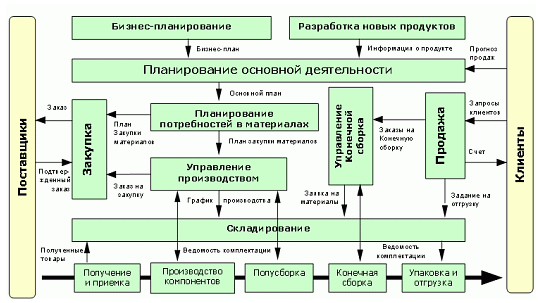 Бизнес-планирование
Разработка новых продуктов
Бизнес-план
Информация о продукте
Прогноз
продаж
Планирование основной деятельности
Основной план
Заказ
План
Закупки
материалов
Планирование
потребностей в материалах
План закупки материалов
Управление
Конечной
сборка
Заказы на
Конечную
сборку
Запросы
клиентов
Поставщики
Закупка
Продажа
Клиенты
Счет
Подтвер-
жденный
заказ
Заказ на
закупку
Управление
производством
График производства
Заявка на
материалы
Задание на
отгрузку
Складирование
Полученные
товары
Ведомость комплектации
Ведомость
комплектации
Получение
и приемка
Производство
компонентов
Полусборка
Конечная
сборка
Упаковка и
отгрузка